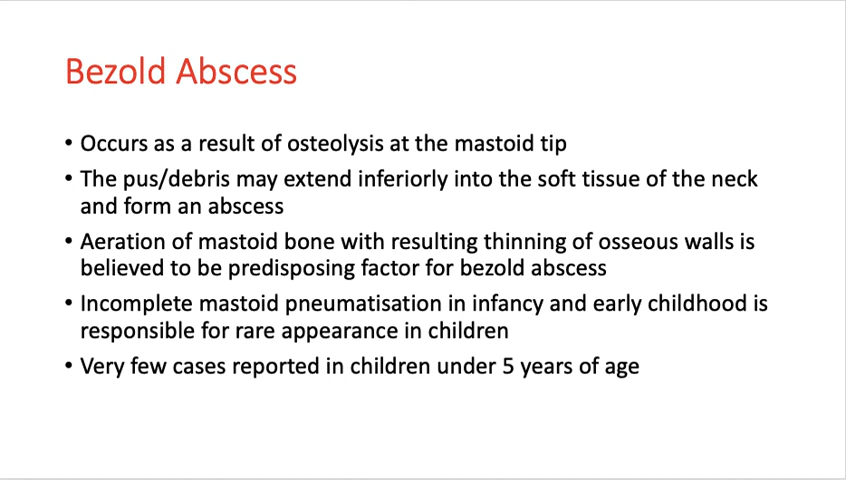 Bezold Abscess
• Occurs as a result of osteolysis at the mastoid tip
• The pus/debris may extend inferiorly into the soft tissue of the neck
and form an abscess
• Aeration of mastoid bone with resulting thinning of osseous walls is
believed to be predisposing factor for bezold abscess
• Incomplete mastoid pneumatisation in infancy and early childhood is
responsible for rare appearance in children
• Very few cases reported in children under 5 years of age